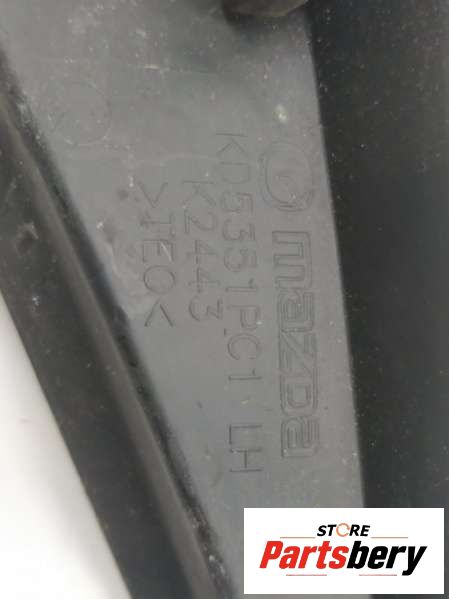 mazda
KD5351PC1 LH
K2443
>TEO<
STORE
Partsbery